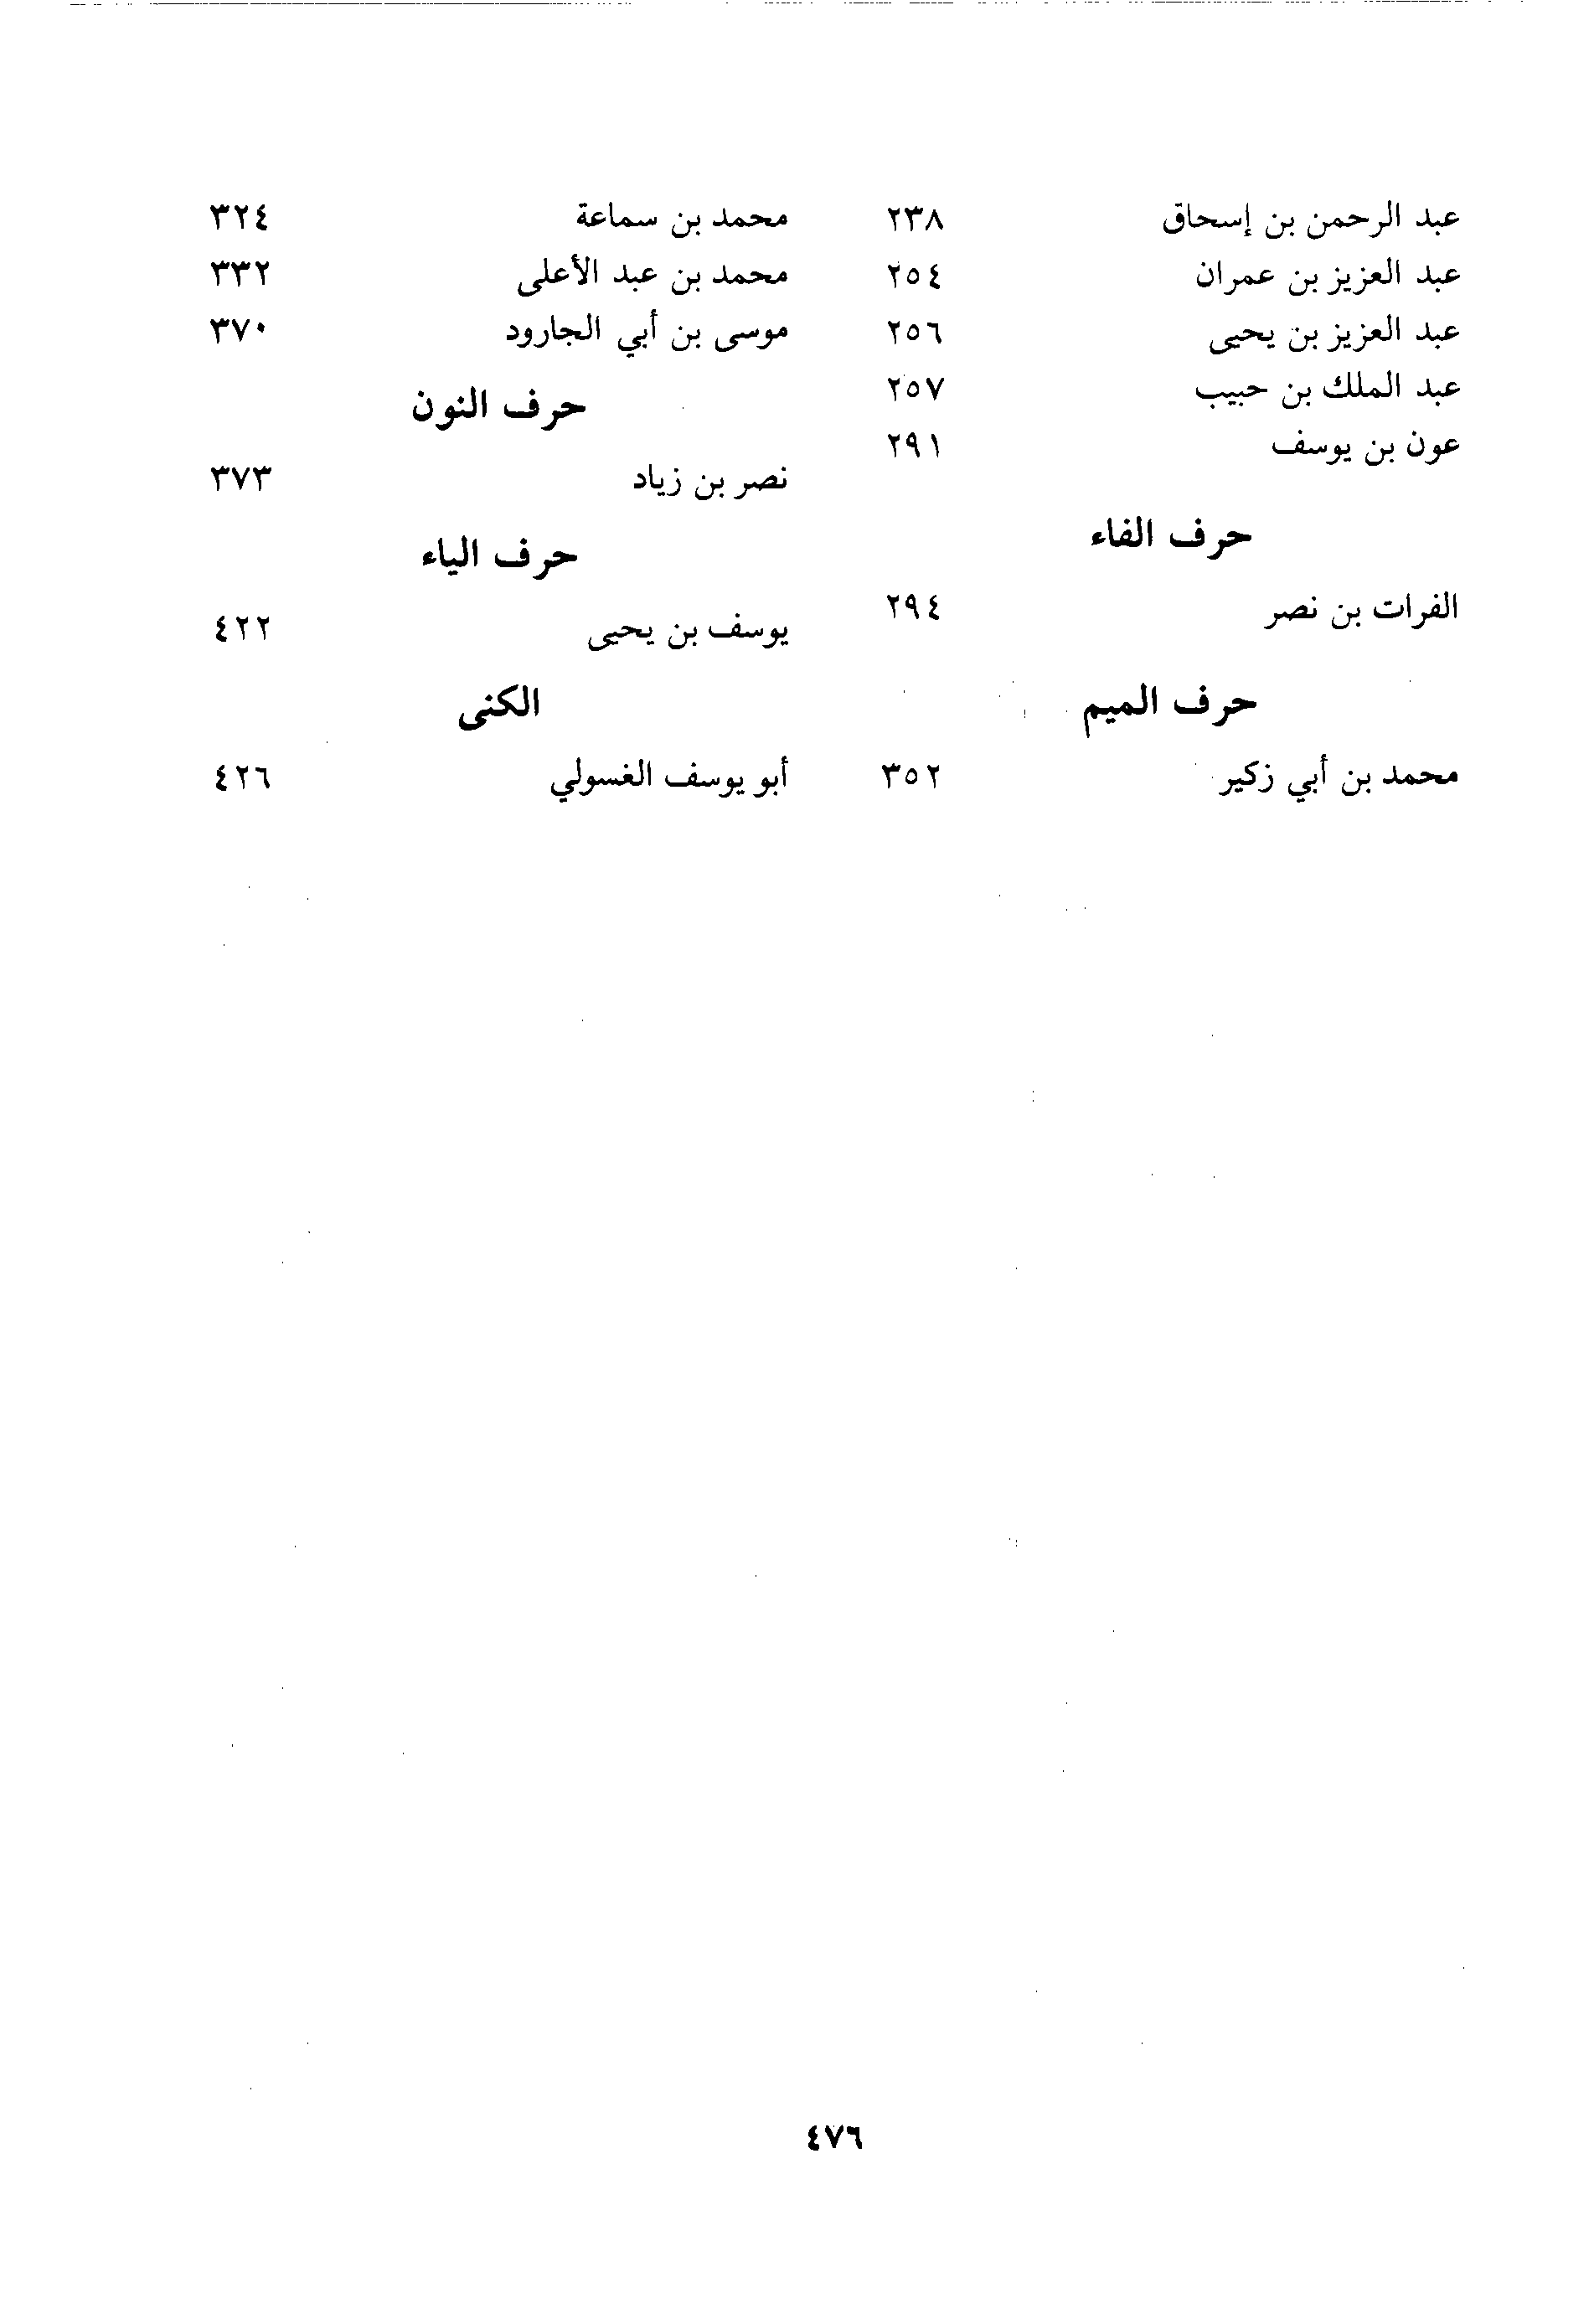 عبد الرحمن بن إسحاق ٢٣٨
عبد العزيز بن عمران ٢٥٤
عبد العزيز بن يحيى ٢٥٦
عبد الملك بن حبيب ٢٥٧
عون بن يوسف ٢٩١
حرف الفاء
الفرات بن نصر ٢٩٤
حرف الميم
محمد بن أبي زكير ٣٥٢
محمد بن سماعة ٣٢٤
محمد بن عبد الأعلى ٣٣٢
موسى بن أبي الجارود ٣٧٠
حرف النون
نصر بن زياد ٣٧٣
حرف الياء
يوسف بن يحيى ٤٢٢
الكنى
أبو يوسف الغسولي ٤٢٦
٤٧٦